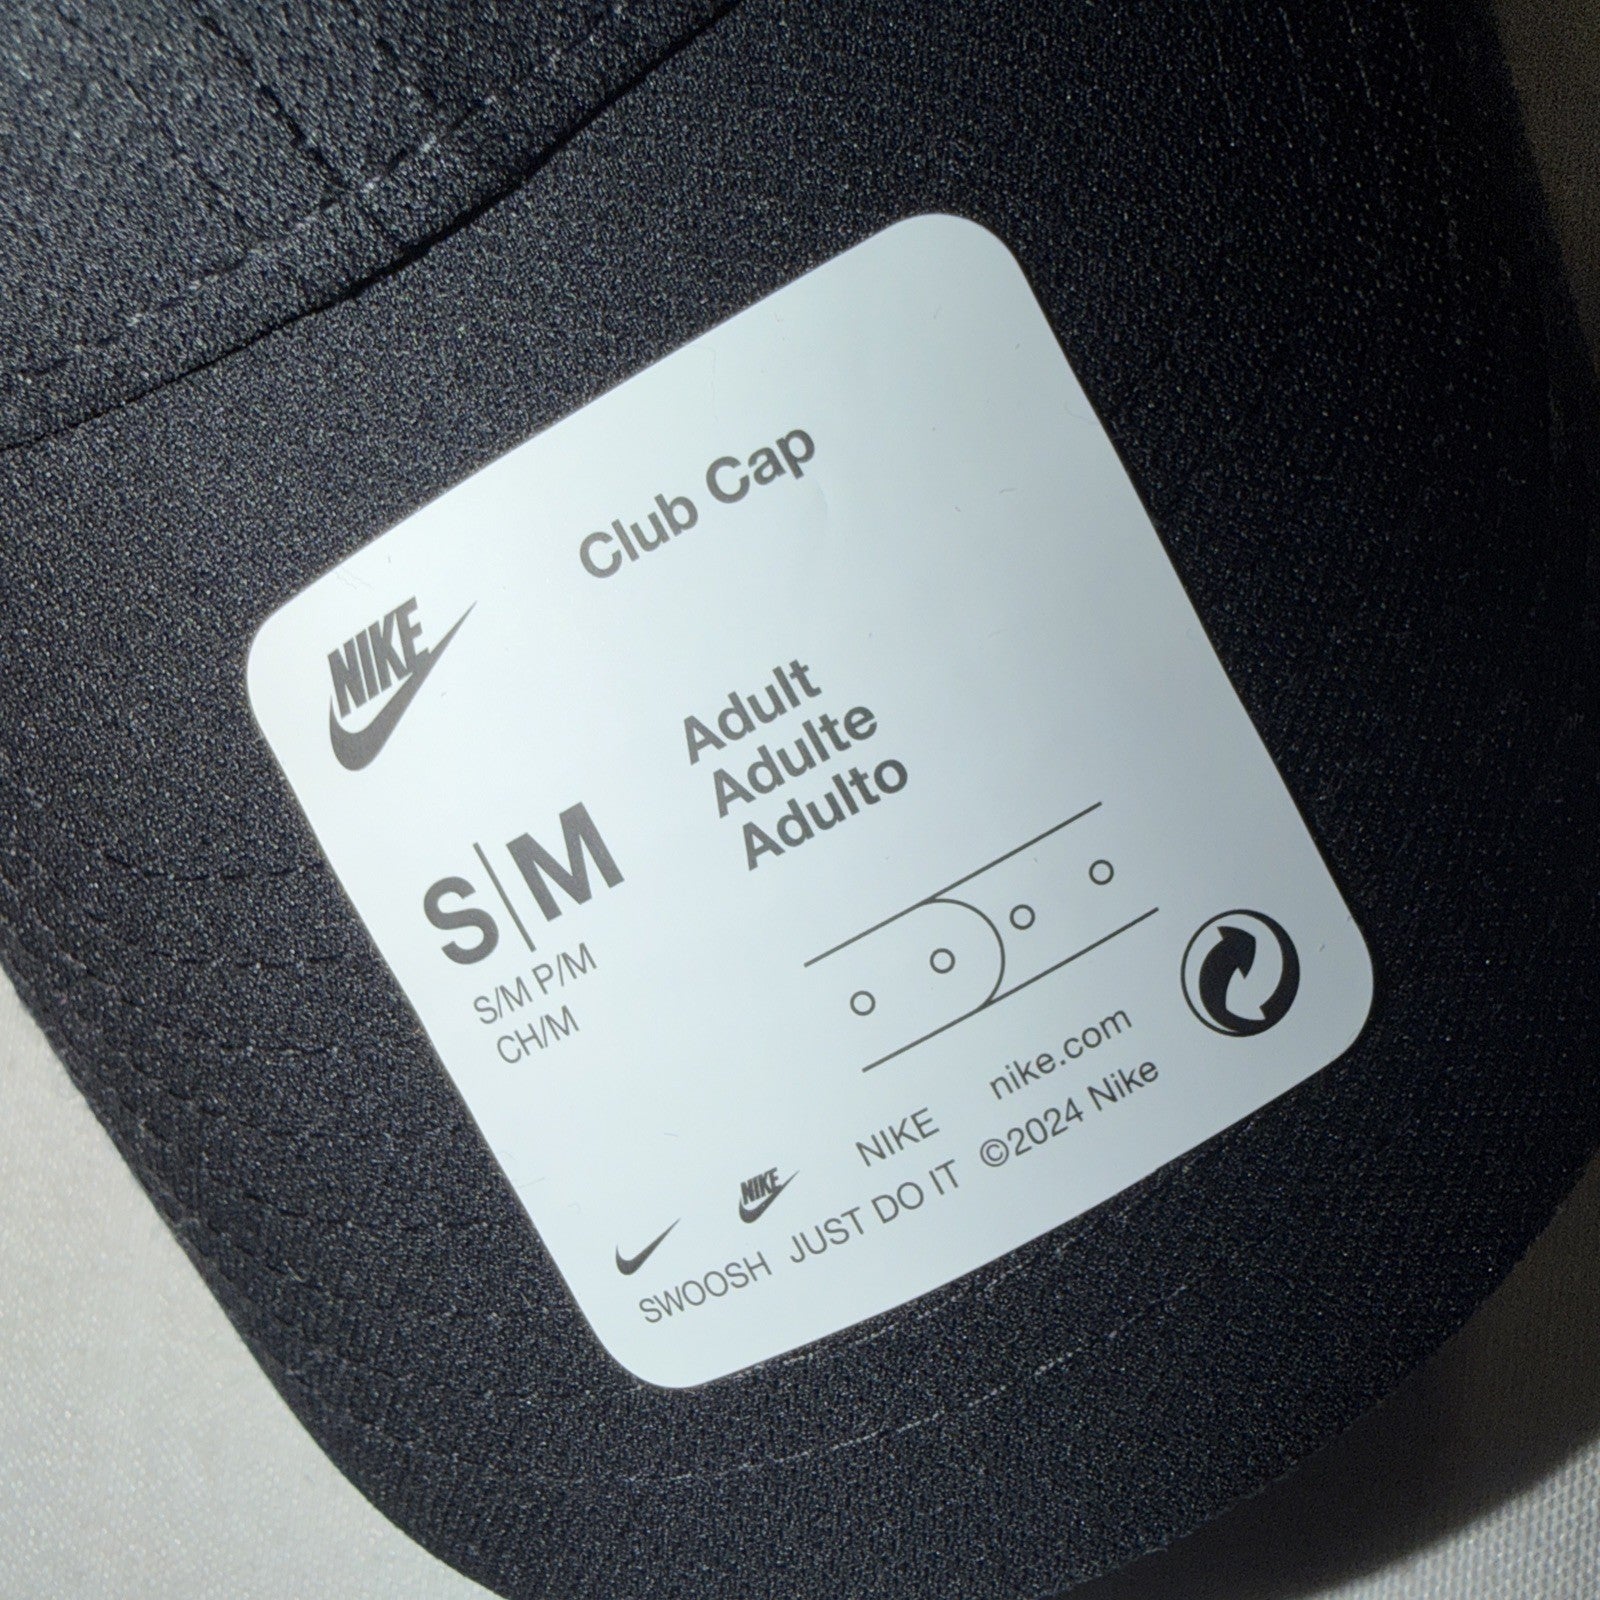 Club Cap
NIKE
Adult
Adulte
Adulto
S|M
S/M P/M
CH/M
nike.com
NIKE
NIKE
SWOOSH JUST DO IT ©2024 Nike